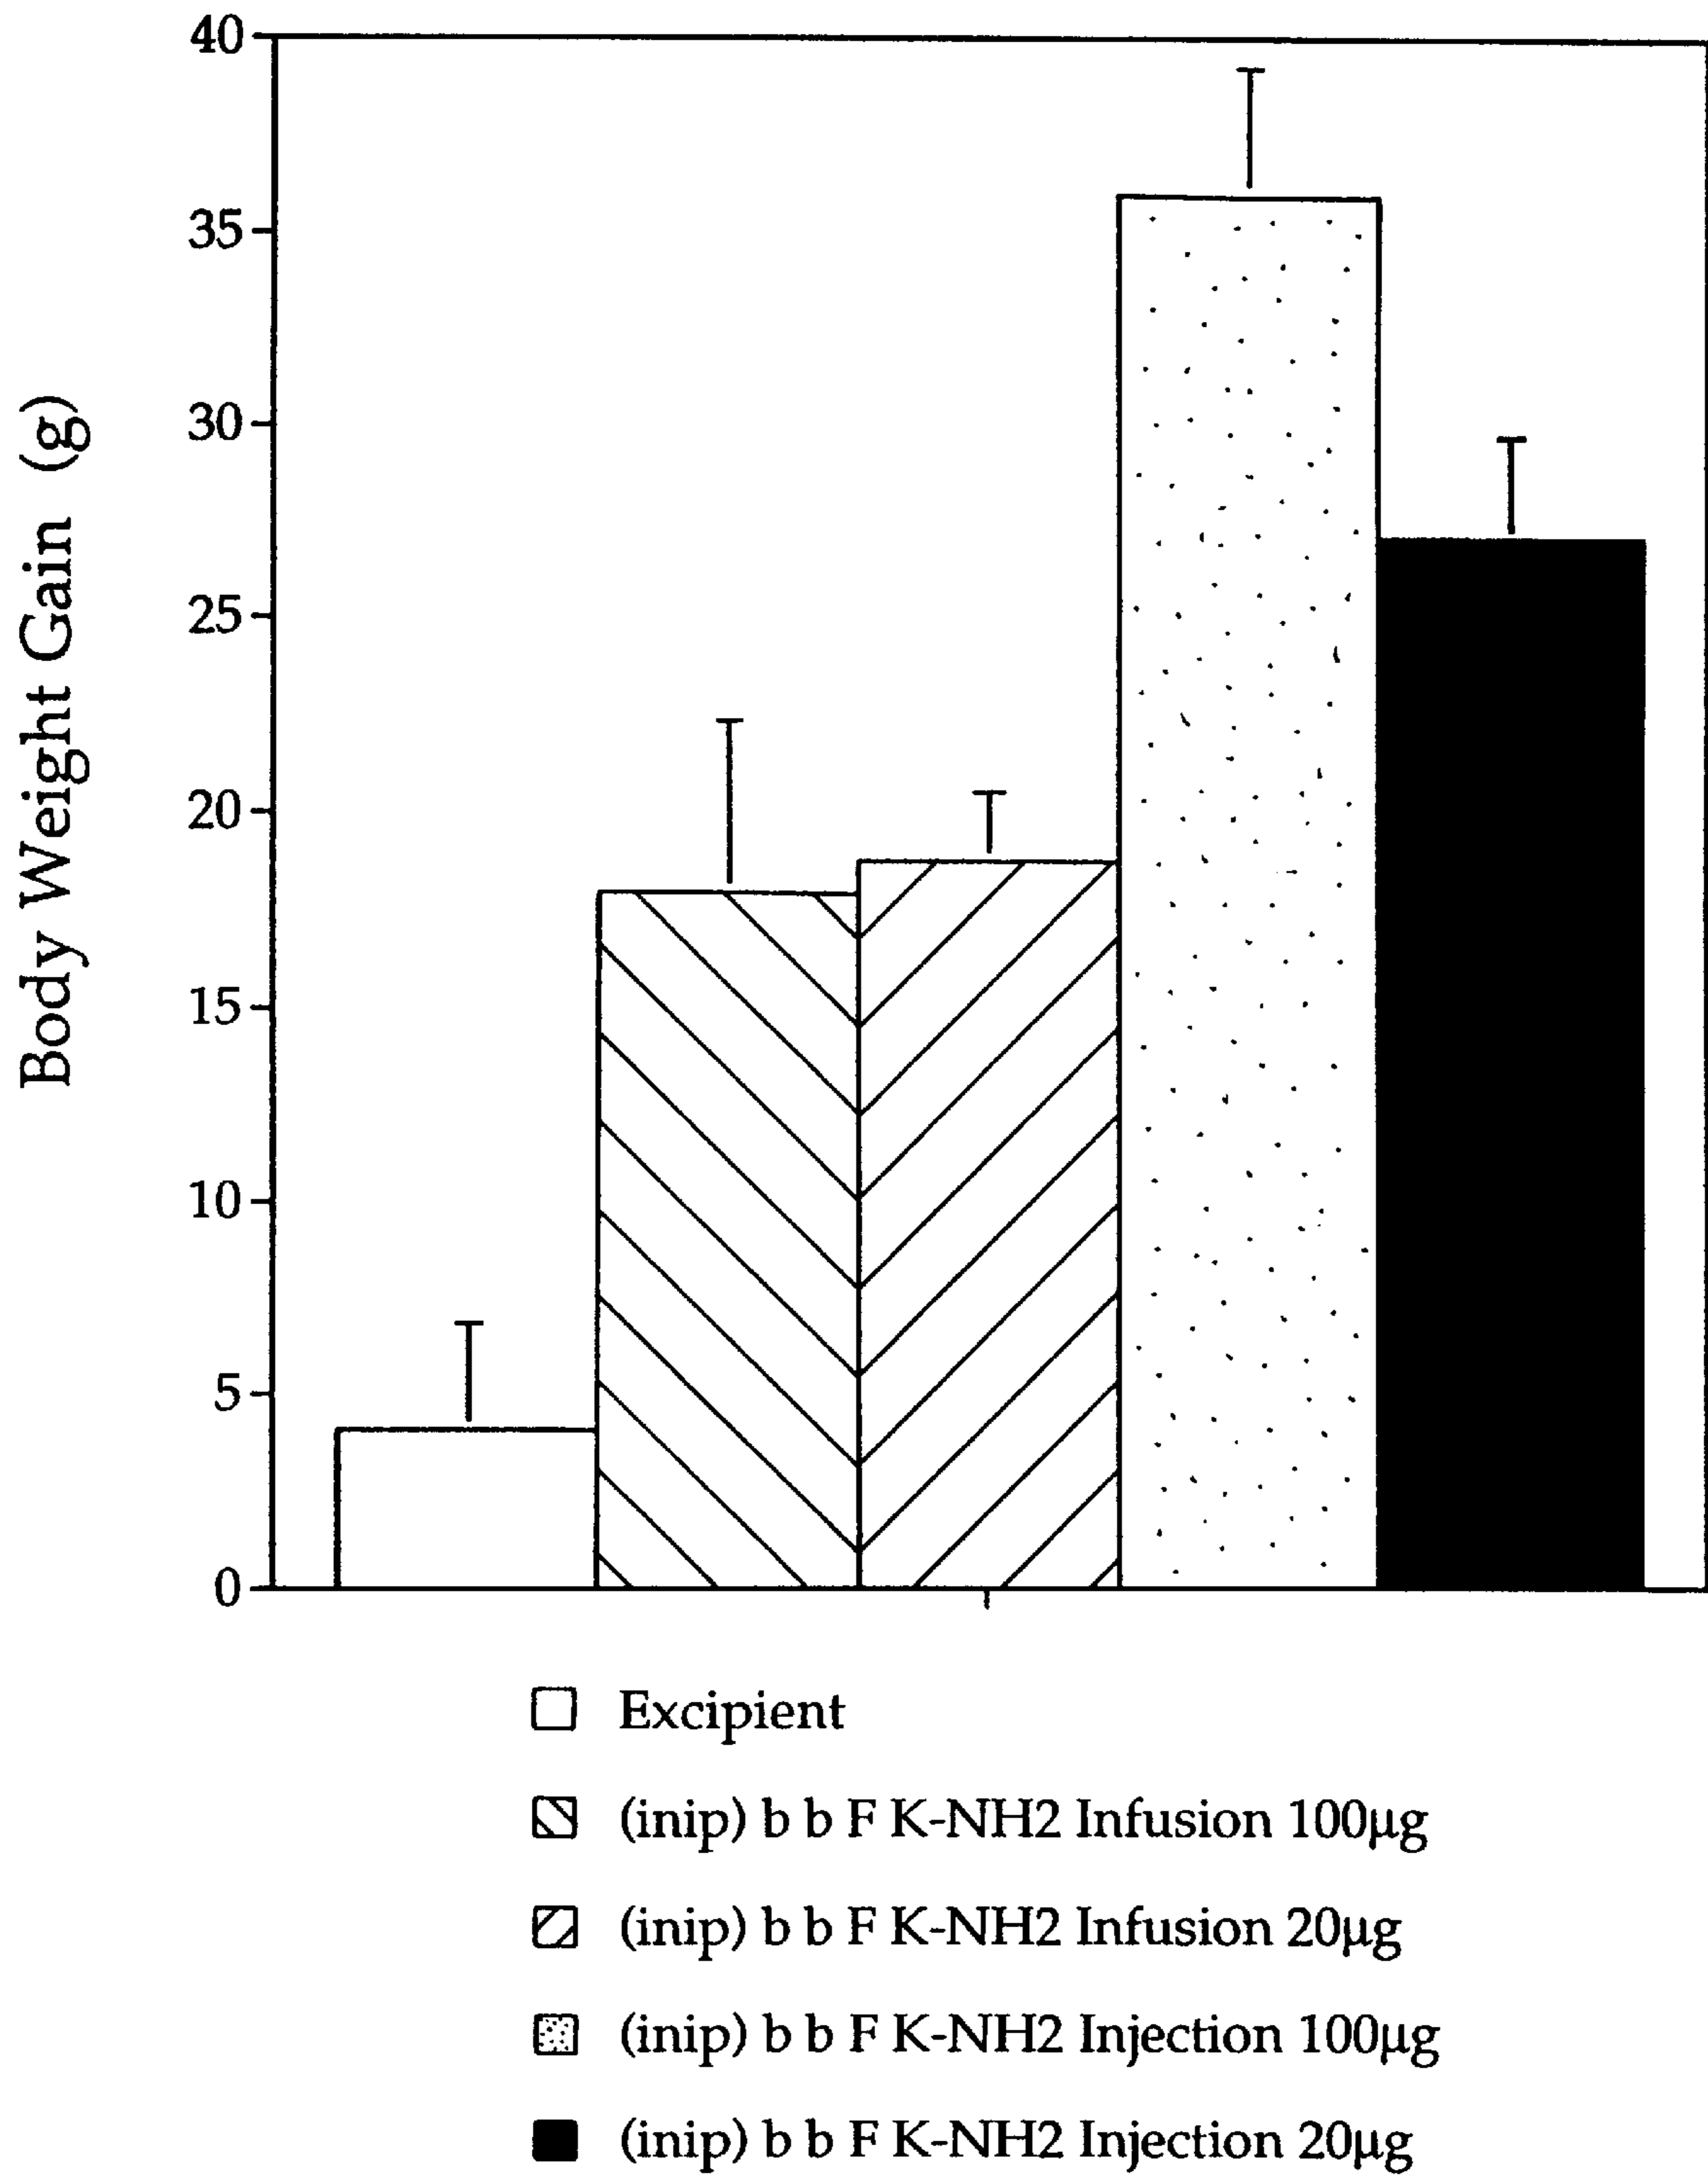 Body Weight Gain (g)
40
35
30
25
20
15
10
5
0
Excipient
(inip) b b F K-NH2 Infusion 100µg
(inip) b b F K-NH2 Infusion 20µg
(inip) b b F K-NH2 Injection 100µg
(inip) b b F K-NH2 Injection 20µg